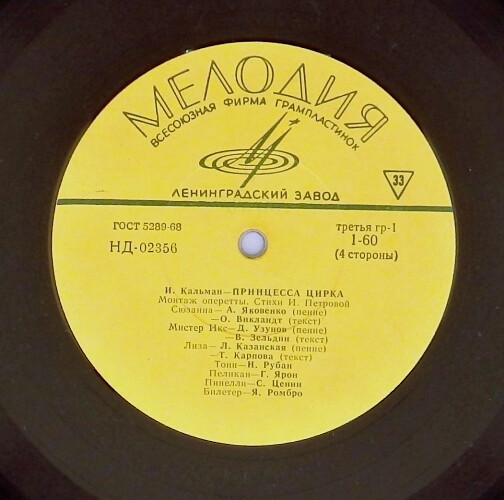 МЕЛОДИЯ
ВСЕСОЮЗНАЯ ФИРМА ГРАМПЛАСТИНОК
ЛЕНИНГРАДСКИЙ ЗАВОД
33
ГОСТ 5289-68
НД-02356
третья гр-1
1-60
(4 стороны)
И. Кальман—ПРИНЦЕССА ЦИРКА
Монтаж оперетты. Стихи И. Петровой
Сюзанна—А. Яковенко (пение)
—О. Викландт (текст)
Мистер Икс—Д. Узунов (пение)
—В. Зельдин (текст)
Лиза—Л. Казанская (пение)
—Т. Карпова (текст)
Тони—Н. Рубан
Пеликан—Г. Ярон
Пинелли—С. Ценин
Билетер—Я. Ромбро